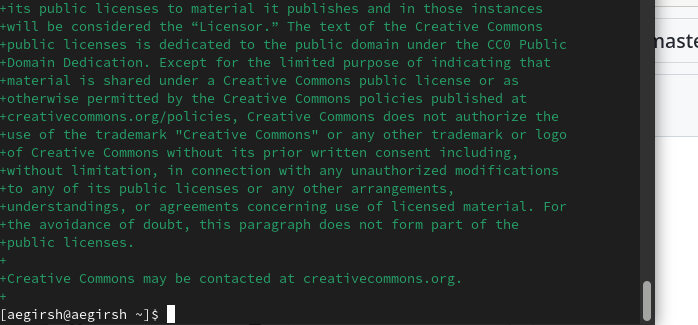 +its public licenses to material it publishes and in those instances
+will be considered the “Licensor.” The text of the Creative Commons
+public licenses is dedicated to the public domain under the CC0 Public
+Domain Dedication. Except for the limited purpose of indicating that
+material is shared under a Creative Commons public license or as
+otherwise permitted by the Creative Commons policies published at
+creativecommons.org/policies, Creative Commons does not authorize the
+use of the trademark "Creative Commons" or any other trademark or logo
+of Creative Commons without its prior written consent including,
+without limitation, in connection with any unauthorized modifications
+to any of its public licenses or any other arrangements,
+understandings, or agreements concerning use of licensed material. For
+the avoidance of doubt, this paragraph does not form part of the
+public licenses.
+
+Creative Commons may be contacted at creativecommons.org.
+
[aegirsh@aegirsh ~]$